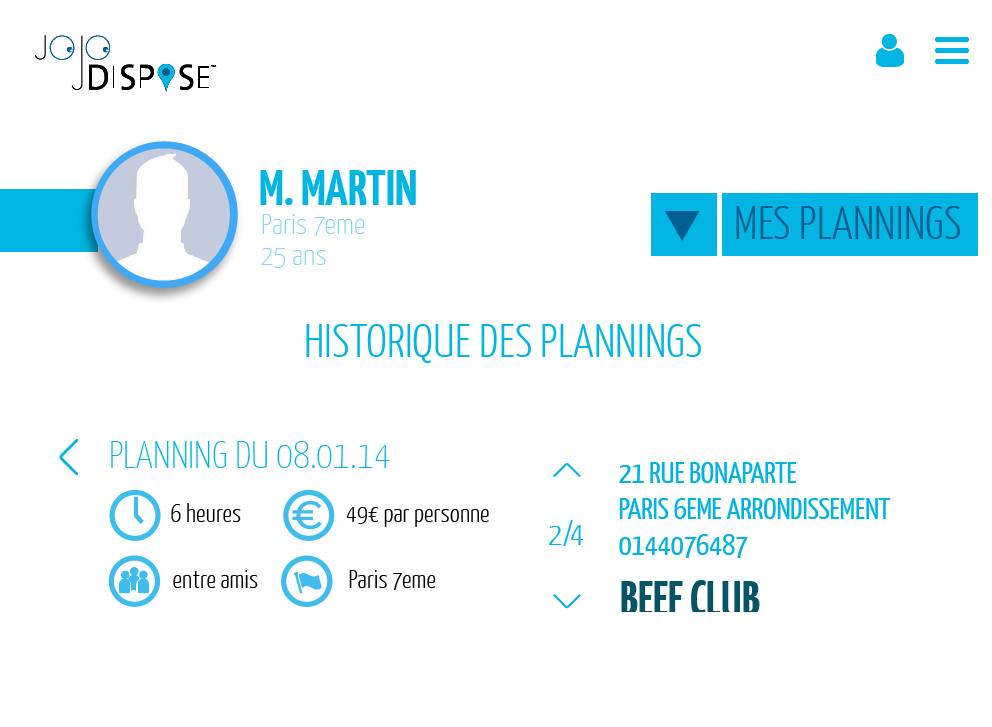 JOJO
DISPOSE™
M. MARTIN
Paris 7eme
25 ans
MES PLANNINGS
HISTORIQUE DES PLANNINGS
PLANNING DU 08.01.14
6 heures
49€ par personne
entre amis
Paris 7eme
2/4
21 RUE BONAPARTE
PARIS 6EME ARRONDISSEMENT
0144076487
BEEF CLUB